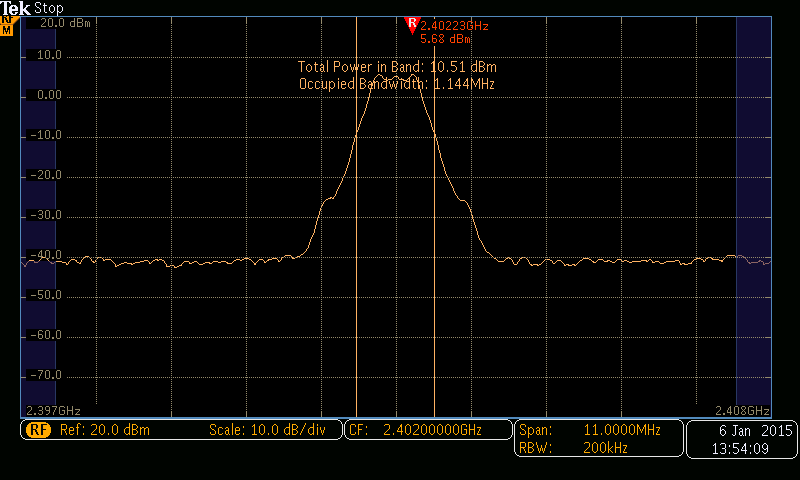 Tek Stop
RF
M
20.0 dBm
R
2.40223GHz
5.68 dBm
10.0
Total Power in Band: 10.51 dBm
Occupied Bandwidth: 1.144MHz
0.00
-10.0
-20.0
-30.0
-40.0
-50.0
-60.0
-70.0
2.397GHz
2.408GHz
RF Ref: 20.0 dBm Scale: 10.0 dB/div
CF: 2.40200000GHz
Span: 11.0000MHz
RBW: 200kHz
6 Jan 2015
13:54:09